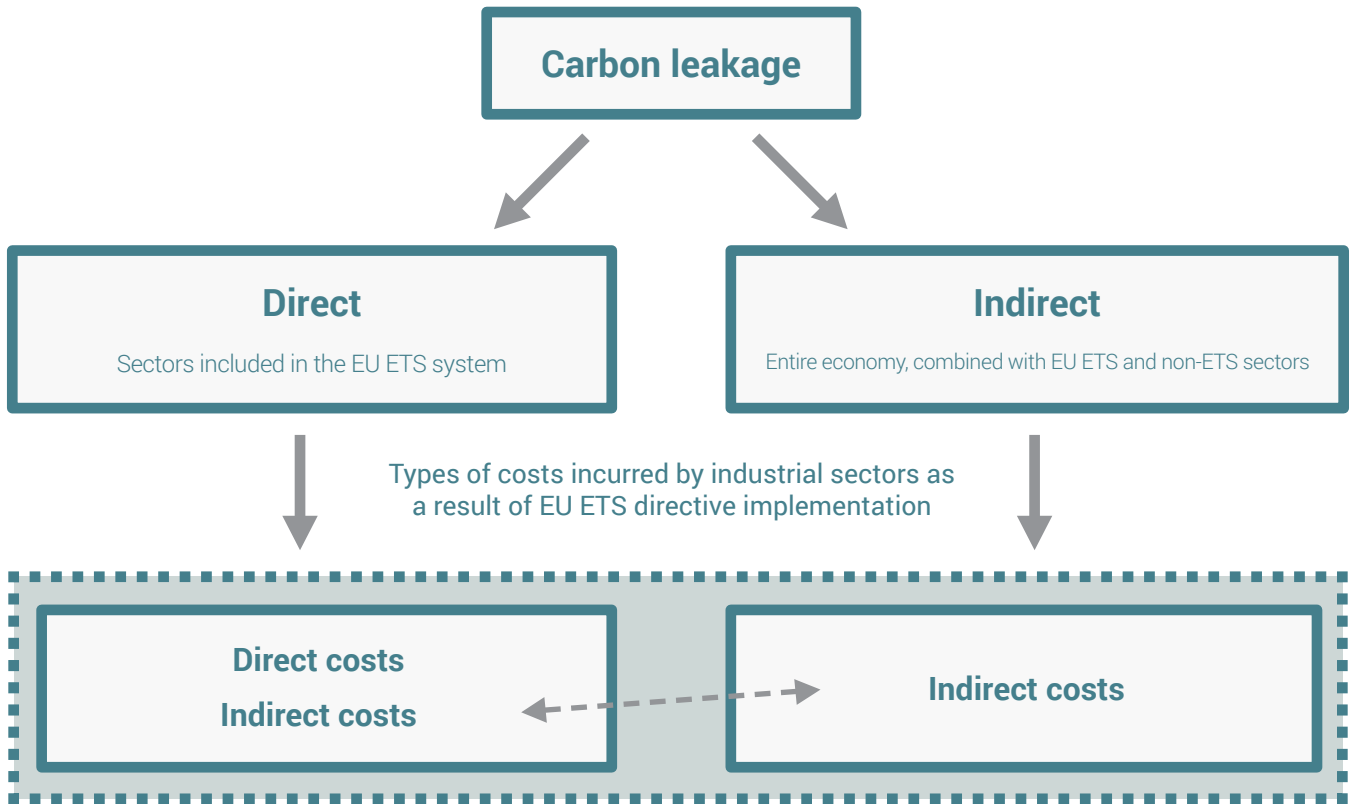 Carbon leakage
Direct
Sectors included in the EU ETS system
Indirect
Entire economy, combined with EU ETS and non-ETS sectors
Types of costs incurred by industrial sectors as
a result of EU ETS directive implementation
Direct costs
Indirect costs
Indirect costs